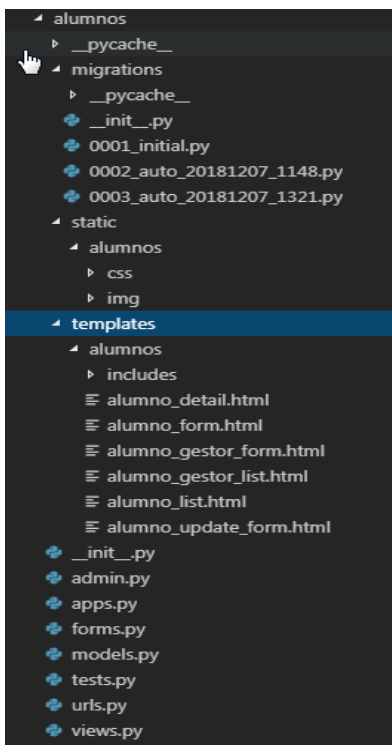 alumnos
__pycache__
migrations
__pycache__
__init__.py
0001_initial.py
0002_auto_20181207_1148.py
0003_auto_20181207_1321.py
static
alumnos
css
img
templates
alumnos
includes
alumno_detail.html
alumno_form.html
alumno_gestor_form.html
alumno_gestor_list.html
alumno_list.html
alumno_update_form.html
__init__.py
admin.py
apps.py
forms.py
models.py
tests.py
urls.py
views.py